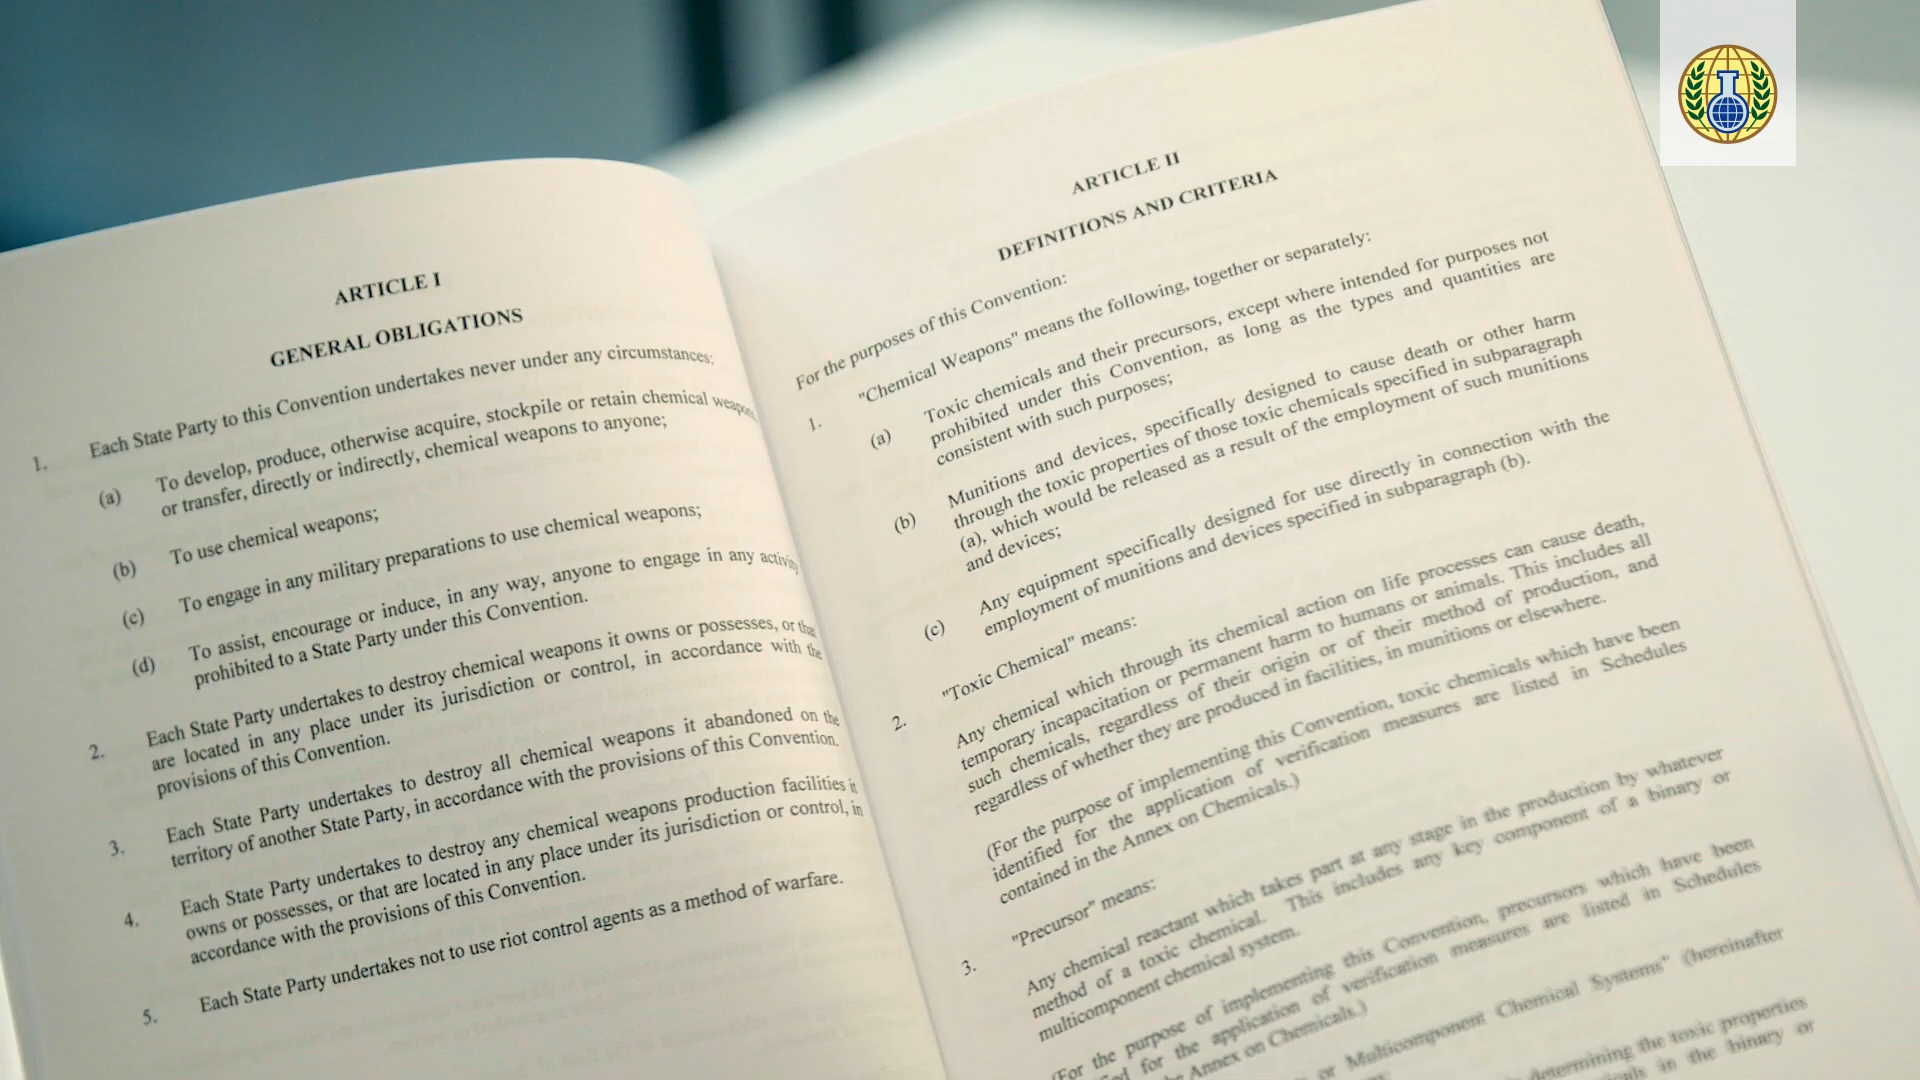 ARTICLE I
GENERAL OBLIGATIONS
1. Each State Party to this Convention undertakes never under any circumstances:
(a) To develop, produce, otherwise acquire, stockpile or retain chemical weapons
or transfer, directly or indirectly, chemical weapons to anyone;
(b) To use chemical weapons;
(c) To engage in any military preparations to use chemical weapons;
(d) To assist, encourage or induce, in any way, anyone to engage in any activity
prohibited to a State Party under this Convention.
2. Each State Party undertakes to destroy chemical weapons it owns or possesses, or that
are located in any place under its jurisdiction or control, in accordance with the
provisions of this Convention.
3. Each State Party undertakes to destroy all chemical weapons it abandoned on the
territory of another State Party, in accordance with the provisions of this Convention.
4. Each State Party undertakes to destroy any chemical weapons production facilities it
owns or possesses, or that are located in any place under its jurisdiction or control, in
accordance with the provisions of this Convention.
5. Each State Party undertakes not to use riot control agents as a method of warfare.
ARTICLE II
DEFINITIONS AND CRITERIA
For the purposes of this Convention:
1. "Chemical Weapons" means the following, together or separately:
(a) Toxic chemicals and their precursors, except where intended for purposes not
prohibited under this Convention, as long as the types and quantities are
consistent with such purposes;
(b) Munitions and devices, specifically designed to cause death or other harm
through the toxic properties of those toxic chemicals specified in subparagraph
(a), which would be released as a result of the employment of such munitions
and devices;
(c) Any equipment specifically designed for use directly in connection with the
employment of munitions and devices specified in subparagraph (b).
2. "Toxic Chemical" means:
Any chemical which through its chemical action on life processes can cause death,
temporary incapacitation or permanent harm to humans or animals. This includes all
such chemicals, regardless of their origin or of their method of production, and
regardless of whether they are produced in facilities, in munitions or elsewhere.
(For the purpose of implementing this Convention, toxic chemicals which have been
identified for the application of verification measures are listed in Schedules
contained in the Annex on Chemicals.)
3. "Precursor" means:
Any chemical reactant which takes part at any stage in the production by whatever
method of a toxic chemical. This includes any key component of a binary or
multicomponent chemical system.
(For the purpose of implementing this Convention, precursors which have been
for the application of verification measures are listed in Schedules
Annex on Chemicals.)
or Multicomponent Chemical Systems" (hereinafter
determining the toxic properties
in the binary or